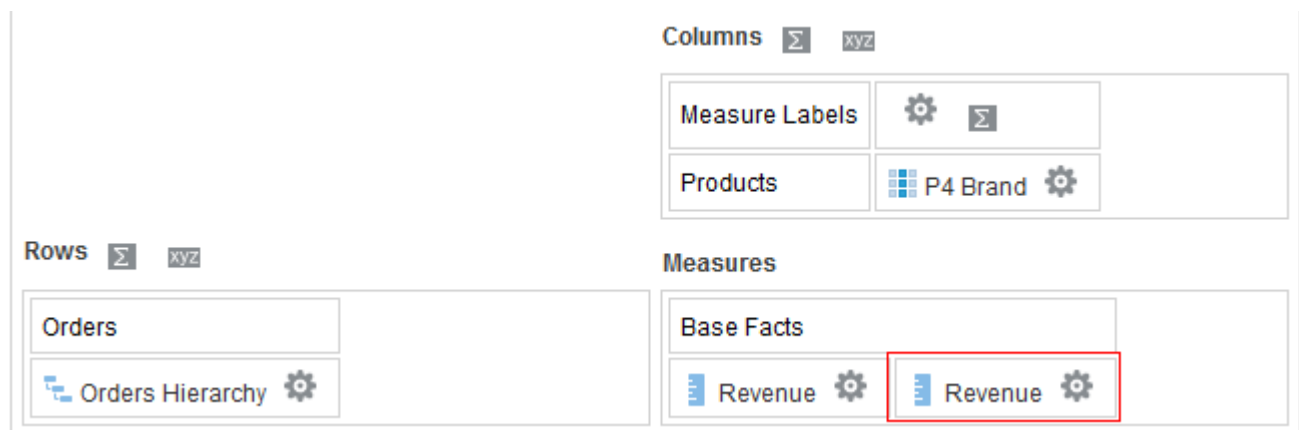 Columns Σ xyz
Measure Labels Σ
Products P4 Brand
Rows Σ xyz
Measures
Orders
Base Facts
Orders Hierarchy
Revenue Revenue